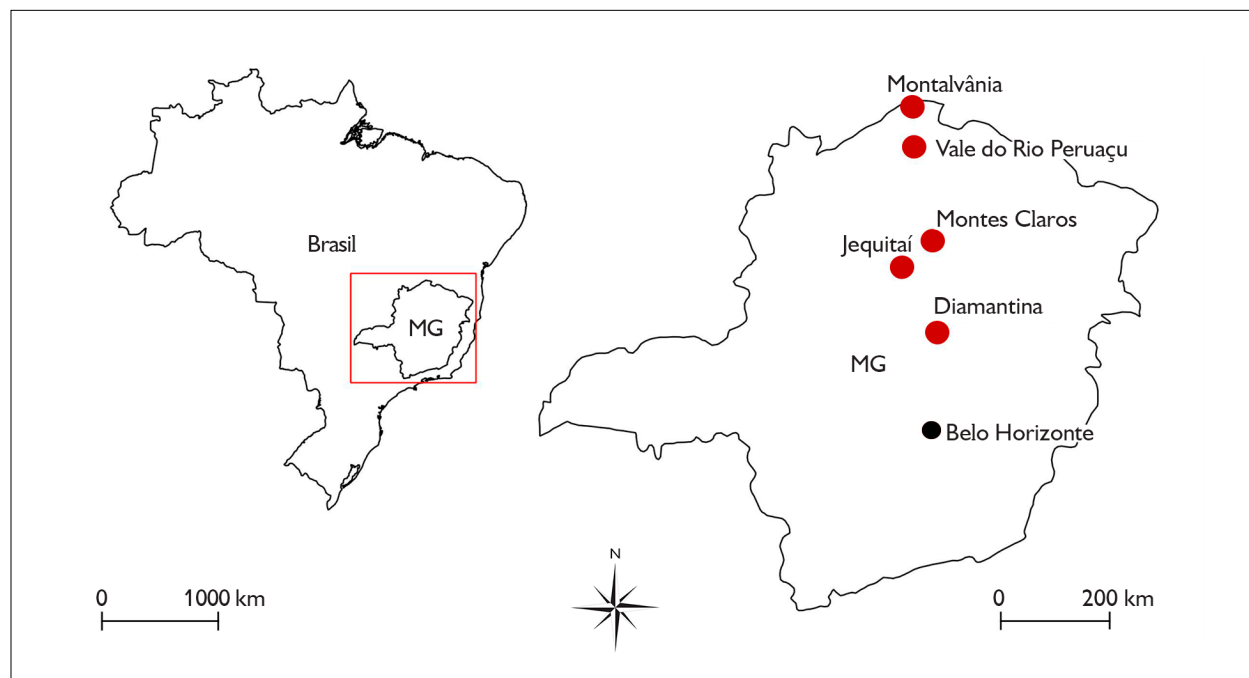 Brasil
MG
Montalvânia
Vale do Rio Peruaçu
Montes Claros
Jequitaí
Diamantina
MG
Belo Horizonte
N
0 1000 km
0 200 km